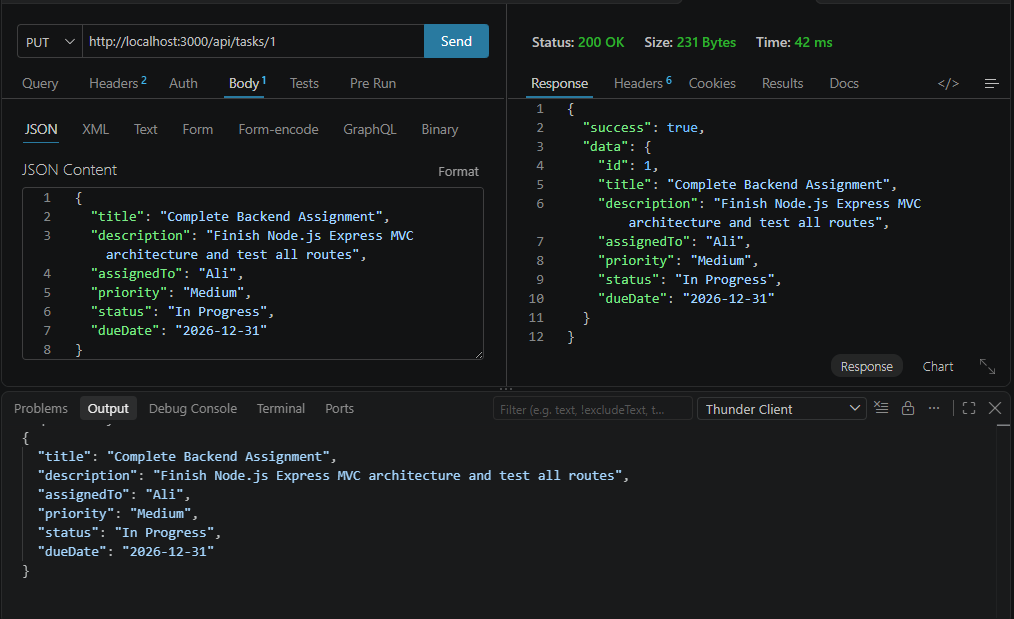 PUT http://localhost:3000/api/tasks/1 Send
Query Headers 2 Auth Body 1 Tests Pre Run
JSON XML Text Form Form-encode GraphQL Binary
JSON Content Format
1 {
2 "title": "Complete Backend Assignment",
3 "description": "Finish Node.js Express MVC
architecture and test all routes",
4 "assignedTo": "Ali",
5 "priority": "Medium",
6 "status": "In Progress",
7 "dueDate": "2026-12-31"
8 }
Status: 200 OK Size: 231 Bytes Time: 42 ms
Response Headers 6 Cookies Results Docs </>
1 {
2 "success": true,
3 "data": {
4 "id": 1,
5 "title": "Complete Backend Assignment",
6 "description": "Finish Node.js Express MVC
architecture and test all routes",
7 "assignedTo": "Ali",
8 "priority": "Medium",
9 "status": "In Progress",
10 "dueDate": "2026-12-31"
11 }
12 }
Response Chart
Problems Output Debug Console Terminal Ports Filter (e.g. text, !excludeText, t... Thunder Client
{
"title": "Complete Backend Assignment",
"description": "Finish Node.js Express MVC architecture and test all routes",
"assignedTo": "Ali",
"priority": "Medium",
"status": "In Progress",
"dueDate": "2026-12-31"
}